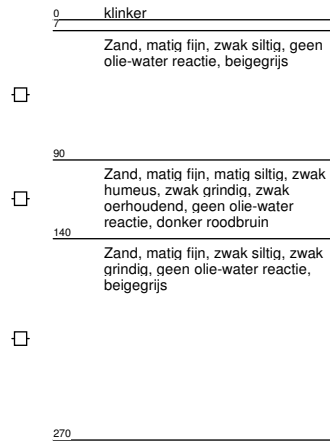 0 klinker
7
Zand, matig fijn, zwak siltig, geen
olie-water reactie, beigegrijs
90
Zand, matig fijn, matig siltig, zwak
humeus, zwak grindig, zwak
oerhoudend, geen olie-water
reactie, donker roodbruin
140
Zand, matig fijn, zwak siltig, zwak
grindig, geen olie-water reactie,
beigegrijs
270